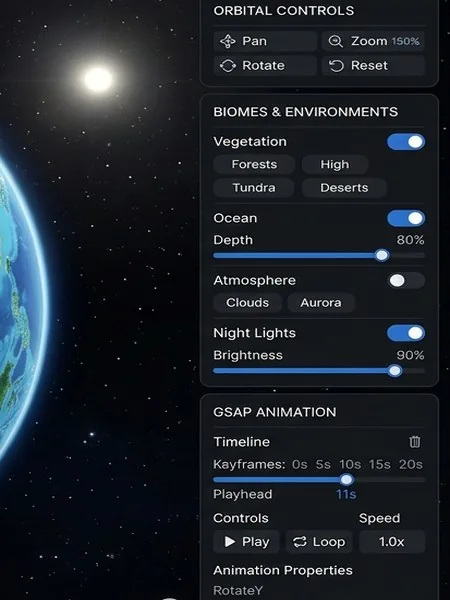 ORBITAL CONTROLS
Pan
Zoom 150%
Rotate
Reset
BIOMES & ENVIRONMENTS
Vegetation
Forests High
Tundra Deserts
Ocean
Depth 80%
Atmosphere
Clouds Aurora
Night Lights
Brightness 90%
GSAP ANIMATION
Timeline
Kayframes: 0s 5s 10s 15s 20s
Playhead 11s
Controls Speed
Play Loop 1.0x
Animation Properties
RotateY